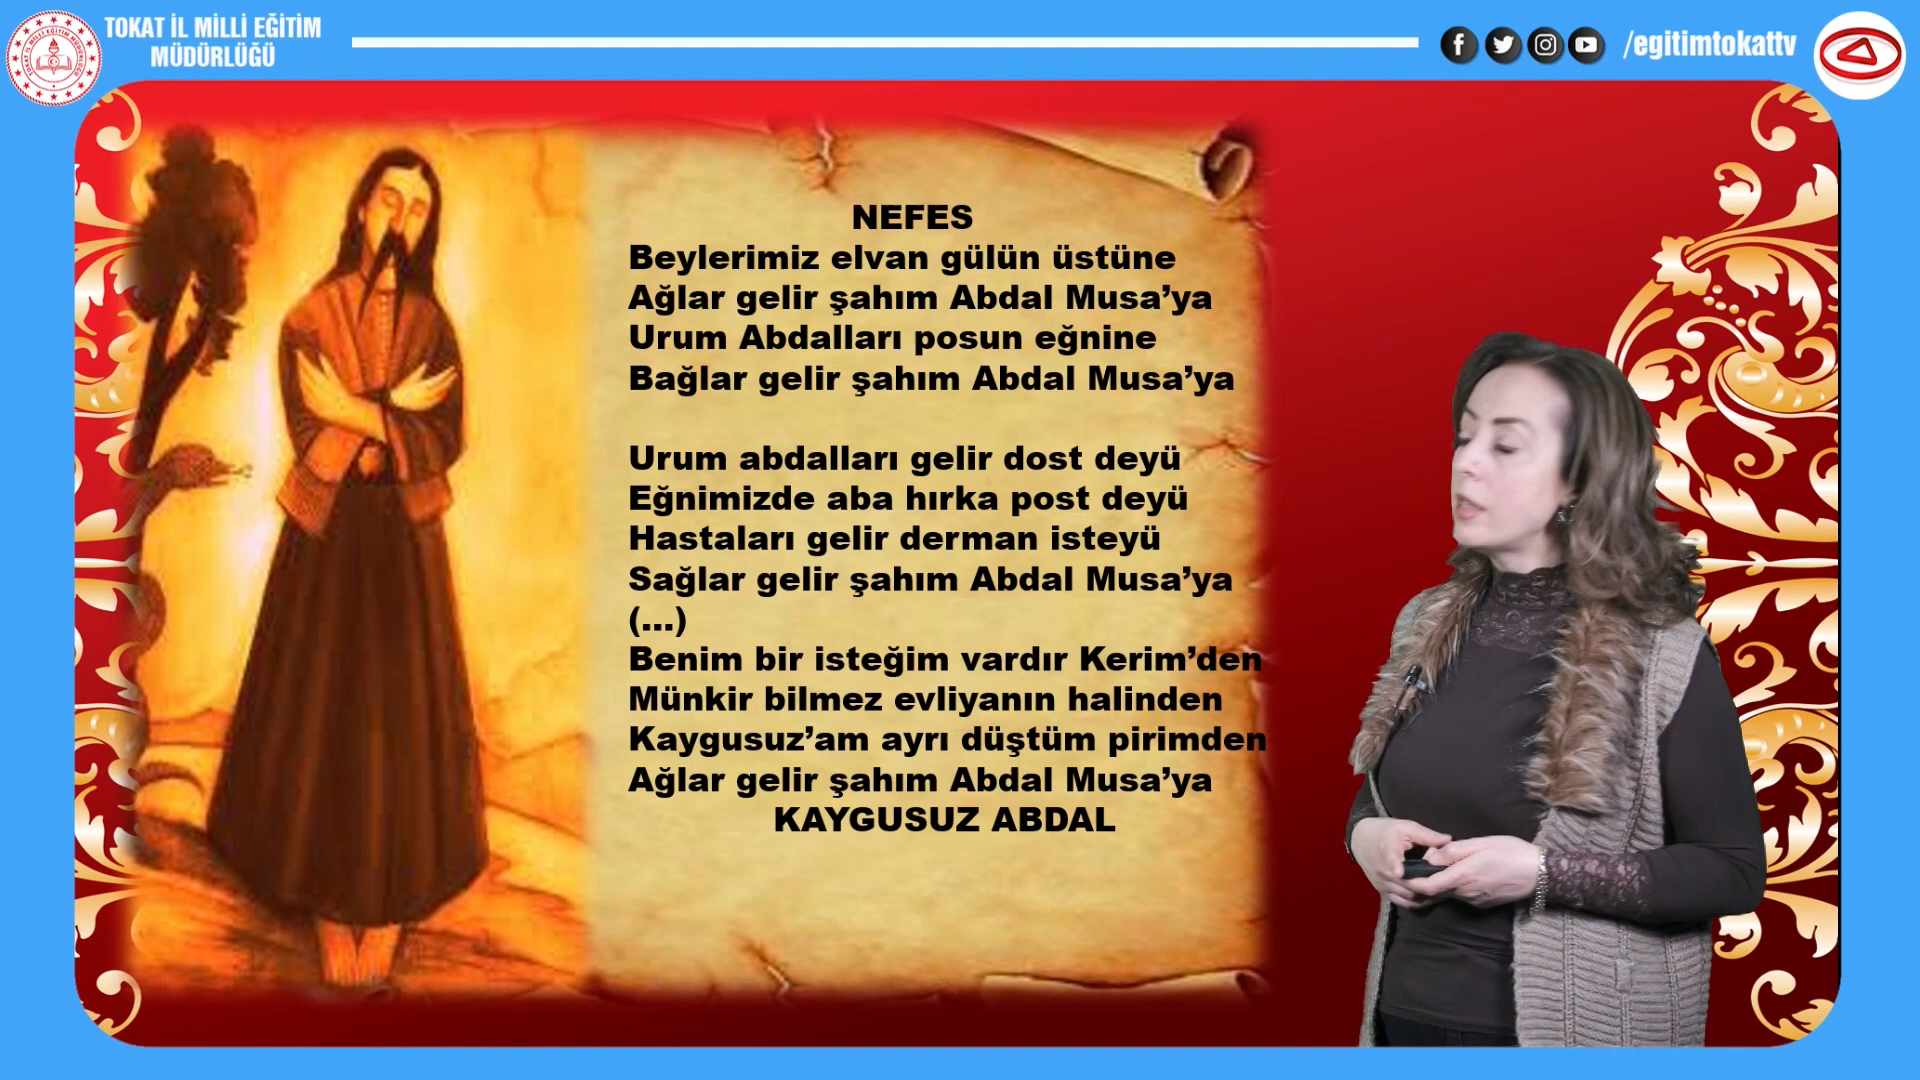 TOKAT İL MİLLİ EĞİTİM
MÜDÜRLÜĞÜ
/egitimtokattv
NEFES
Beylerimiz elvan gülün üstüne
Ağlar gelir şahım Abdal Musa’ya
Urum Abdalları posun eğnine
Bağlar gelir şahım Abdal Musa’ya
Urum abdalları gelir dost deyü
Eğnimizde aba hırka post deyü
Hastaları gelir derman isteyü
Sağlar gelir şahım Abdal Musa’ya
(...)
Benim bir isteğim vardır Kerim’den
Münkir bilmez evliyanın halinden
Kaygusuz’am ayrı düştüm pirimden
Ağlar gelir şahım Abdal Musa’ya
KAYGUSUZ ABDAL